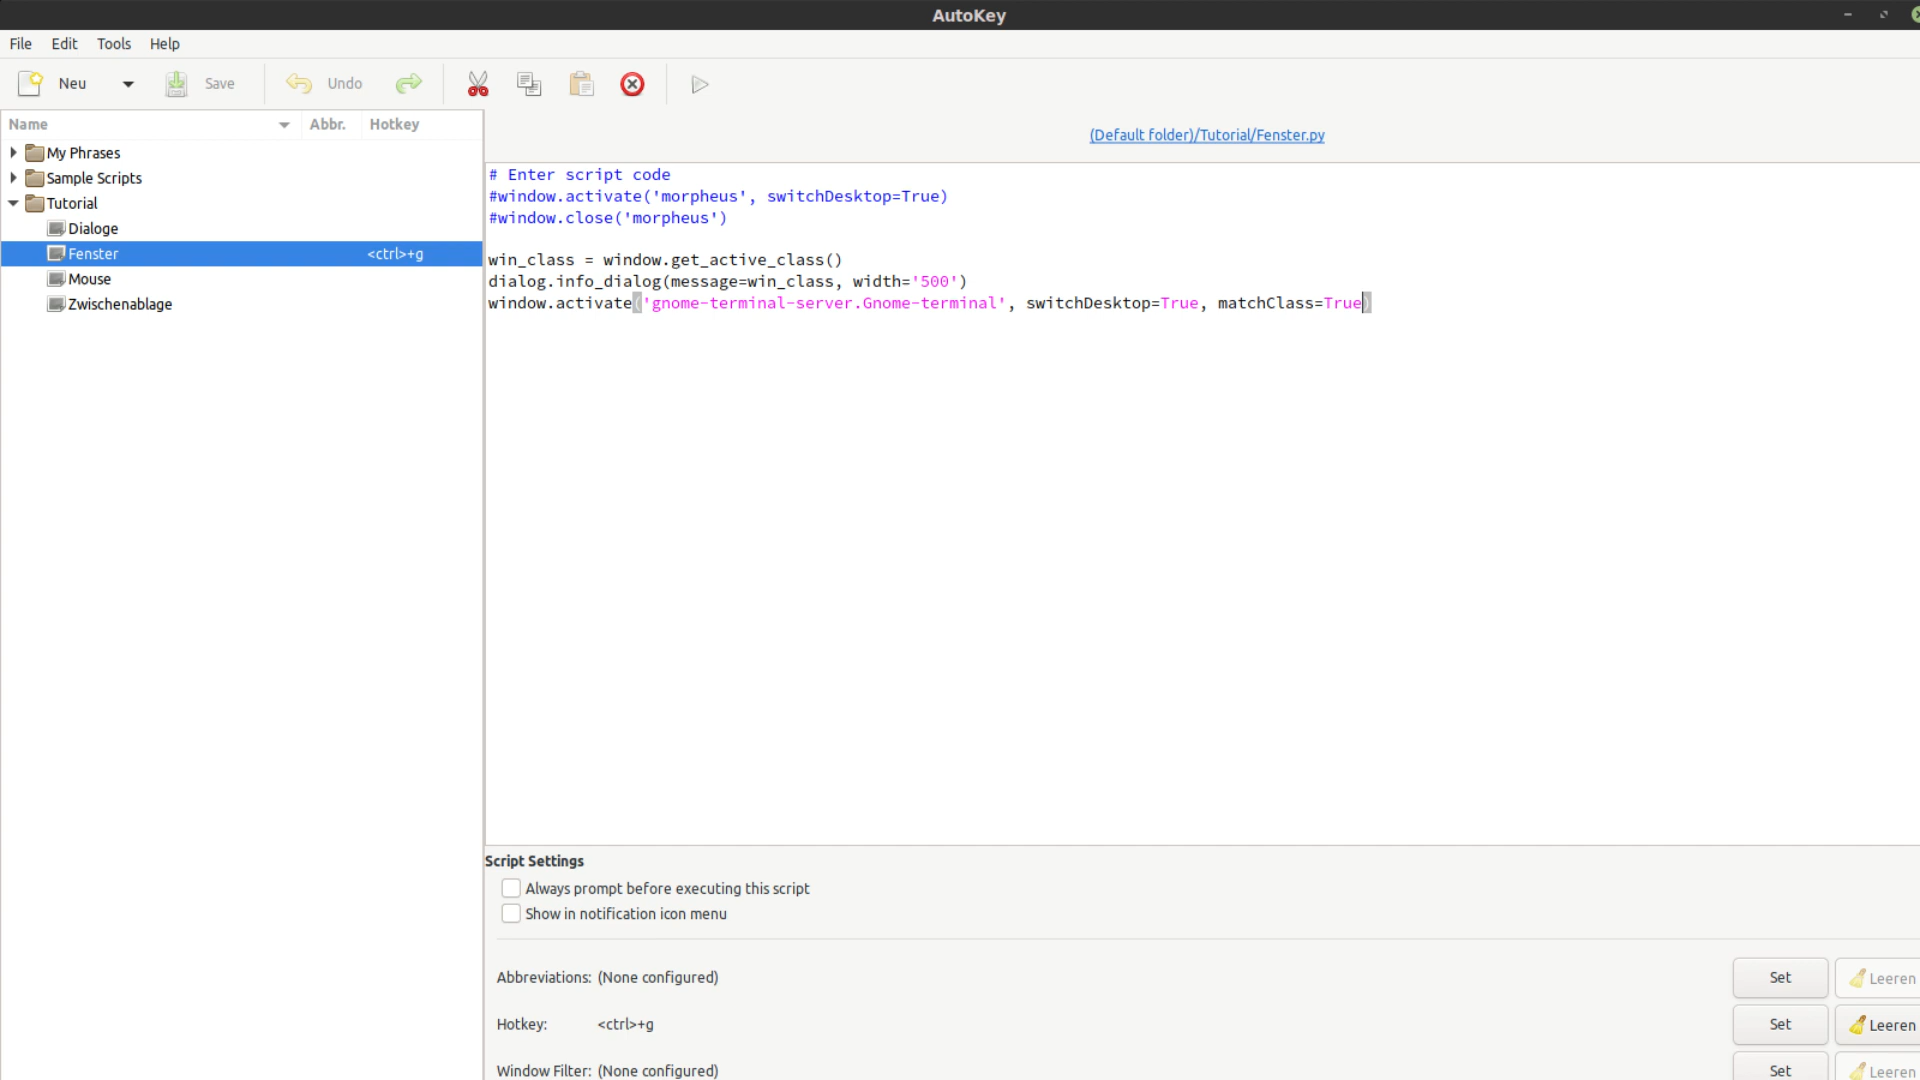 AutoKey
File Edit Tools Help
Neu Save Undo
Name Abbr. Hotkey
My Phrases
Sample Scripts
Tutorial
Dialoge
Fenster <ctrl>+g
Mouse
Zwischenablage
(Default folder)/Tutorial/Fenster.py
# Enter script code
#window.activate('morpheus', switchDesktop=True)
#window.close('morpheus')
win_class = window.get_active_class()
dialog.info_dialog(message=win_class, width='500')
window.activate('gnome-terminal-server.Gnome-terminal', switchDesktop=True, matchClass=True)
Script Settings
Always prompt before executing this script
Show in notification icon menu
Abbreviations: (None configured) Set Leeren
Hotkey: <ctrl>+g Set Leeren
Window Filter: (None configured) Set Leeren